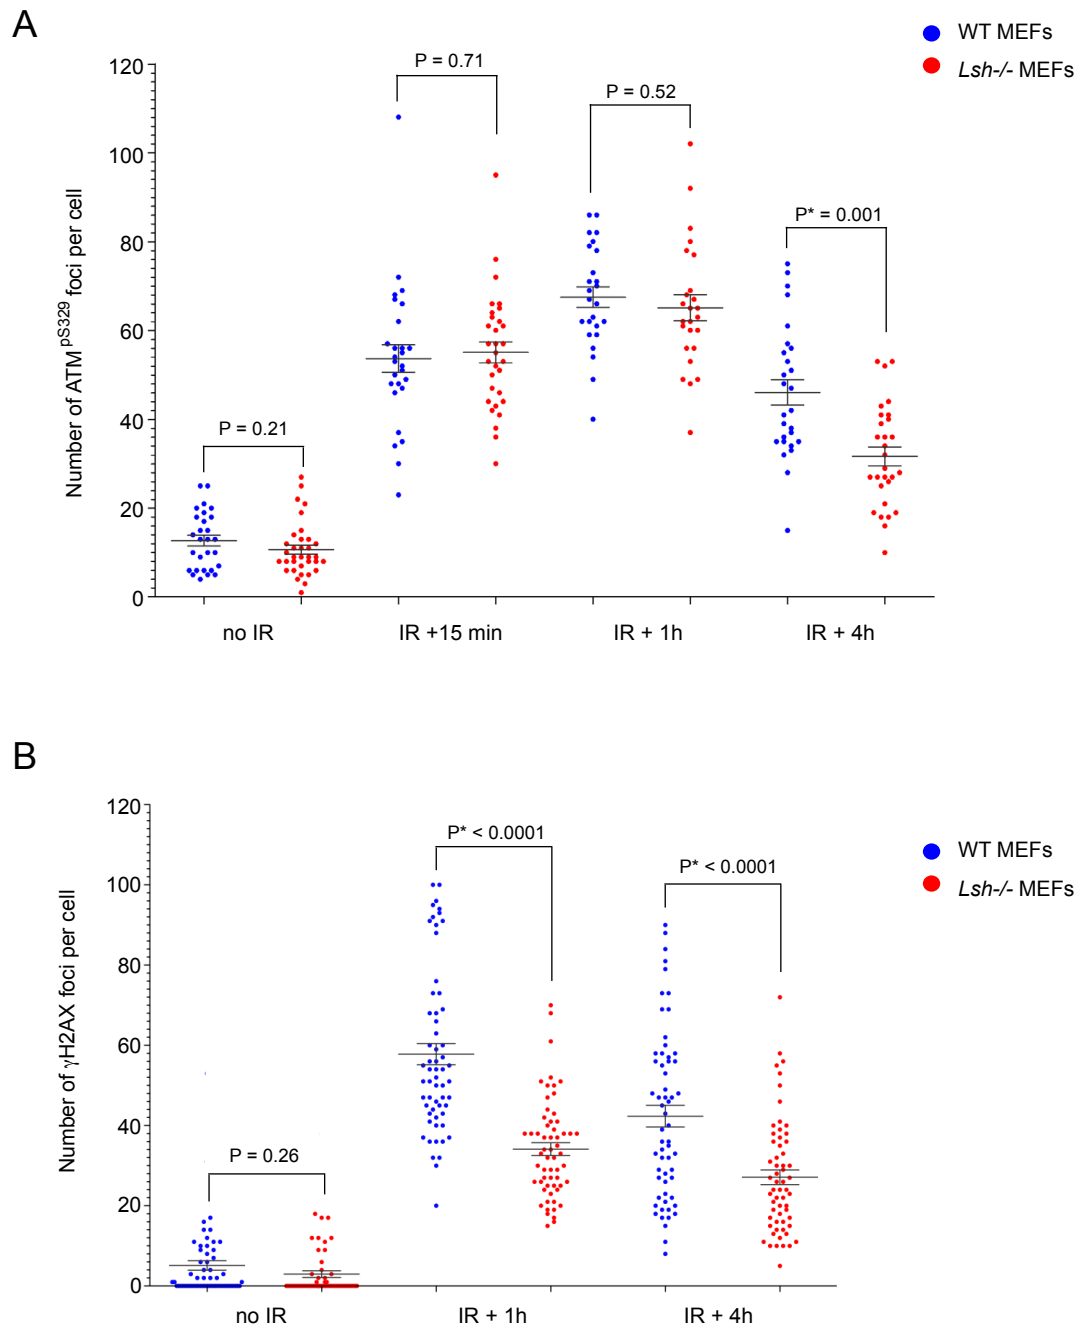 A
WT MEFs
Lsh-/- MEFs
Number of ATM pS329 foci per cell
120
100
80
60
40
20
0
P = 0.71
P = 0.52
P* = 0.001
P = 0.21
no IR
IR +15 min
IR + 1h
IR + 4h
B
WT MEFs
Lsh-/- MEFs
Number of γH2AX foci per cell
120
100
80
60
40
20
0
P* < 0.0001
P* < 0.0001
P = 0.26
no IR
IR + 1h
IR + 4h